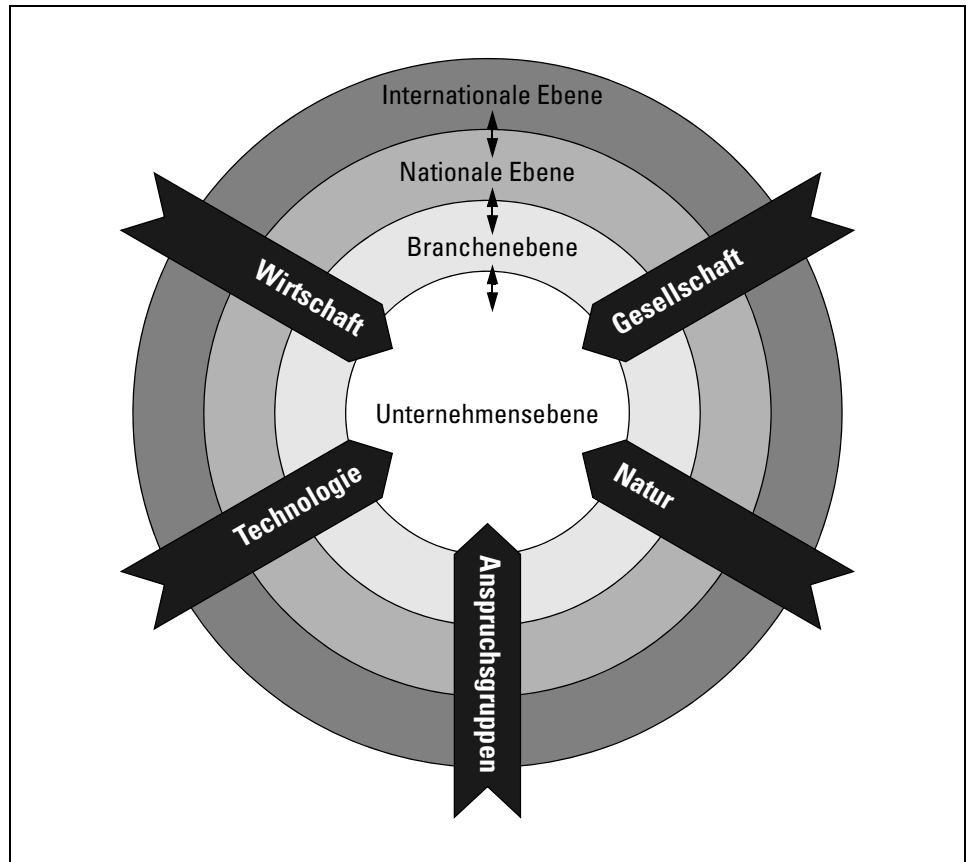 Internationale Ebene
Nationale Ebene
Branchenebene
Wirtschaft
Gesellschaft
Unternehmensebene
Technologie
Natur
Anspruchsgruppen